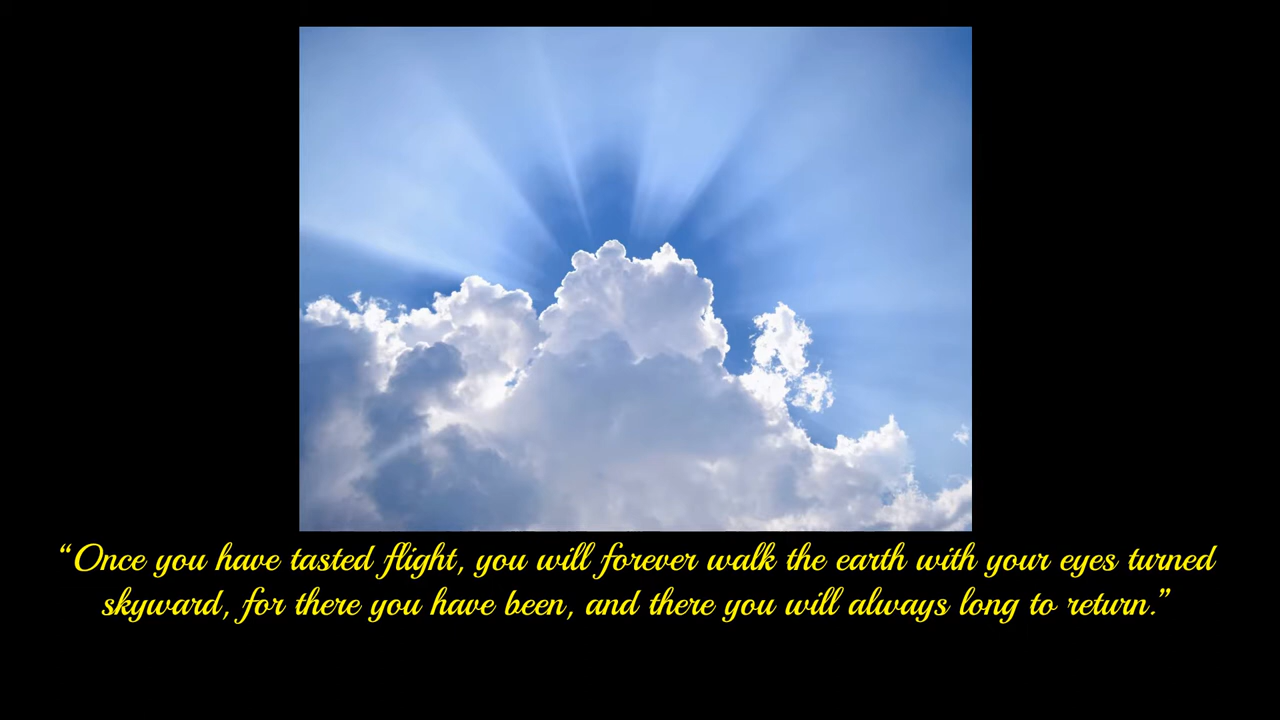 “Once you have tasted flight, you will forever walk the earth with your eyes turned
skyward, for there you have been, and there you will always long to return.”